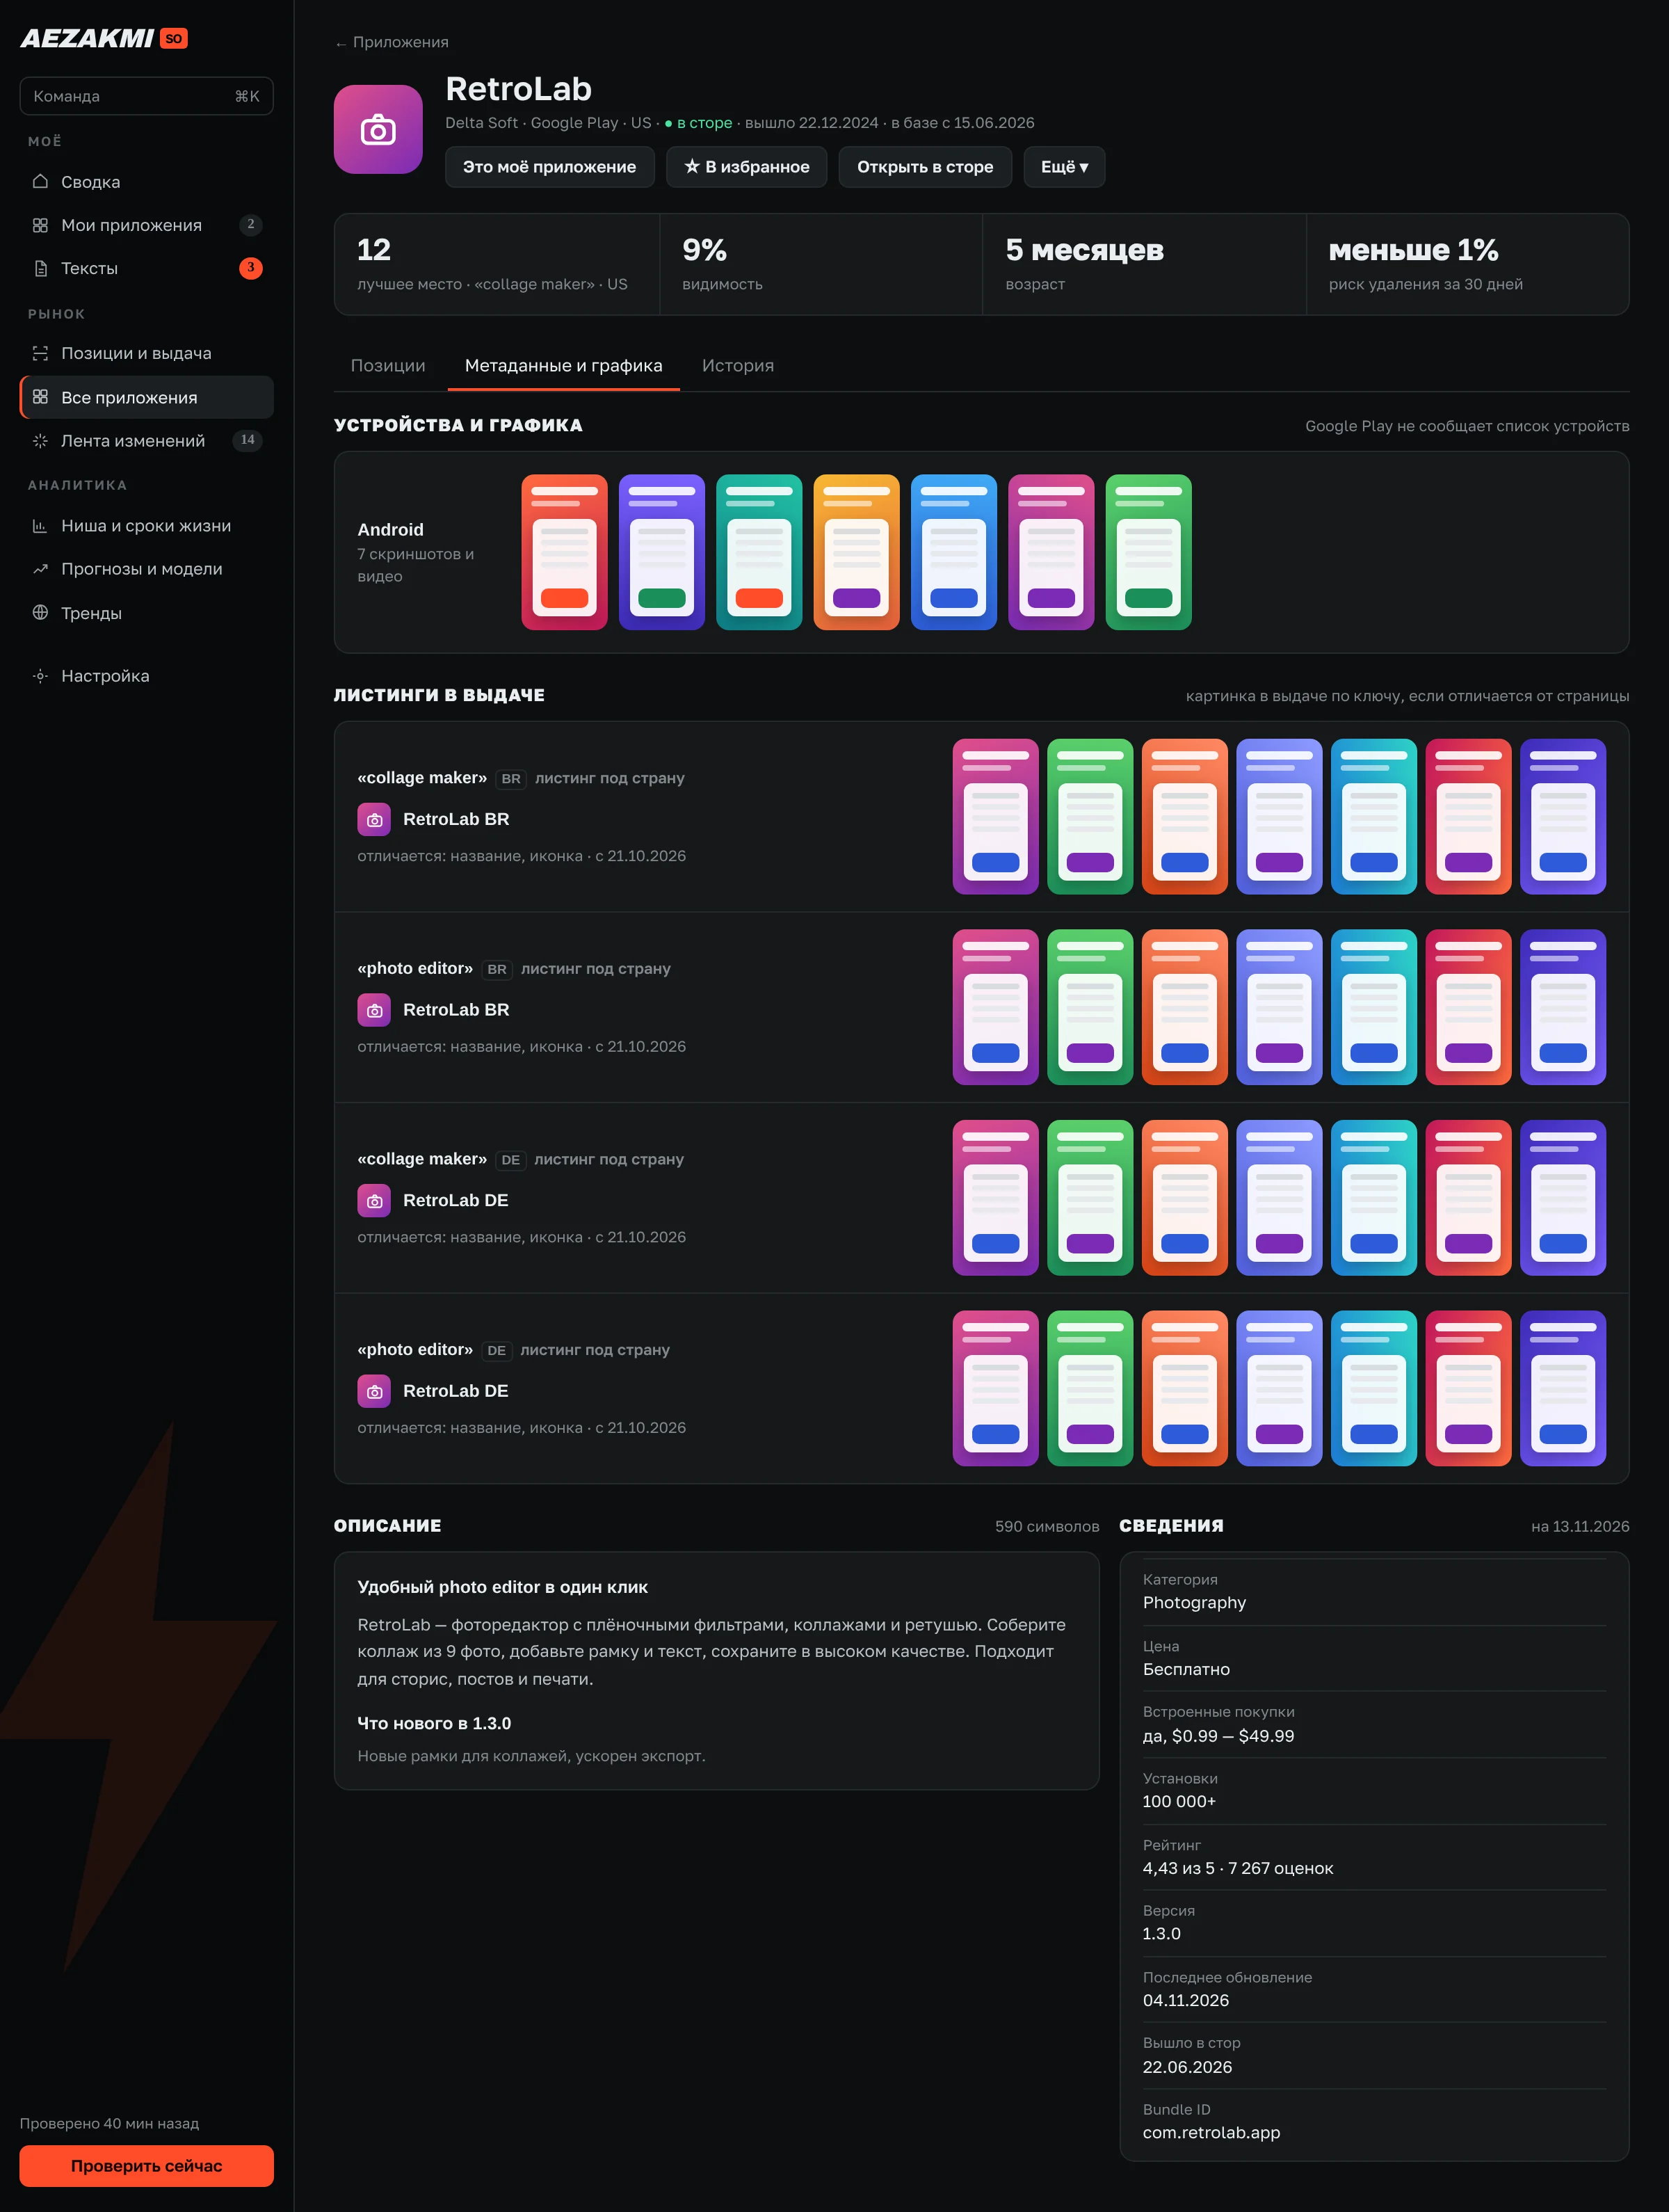 AEZAKMI SO
Команда ⌘K
МОЁ
Сводка
Мои приложения 2
Тексты 3
РЫНОК
Позиции и выдача
Все приложения
Лента изменений 14
АНАЛИТИКА
Ниша и сроки жизни
Прогнозы и модели
Тренды
Настройка
Проверено 40 мин назад
Проверить сейчас
← Приложения
RetroLab
Delta Soft · Google Play · US · ● в сторе · вышло 22.12.2024 · в базе с 15.06.2026
Это моё приложение
☆ В избранное
Открыть в сторе
Ещё ▾
12
лучшее место · «collage maker» · US
9%
видимость
5 месяцев
возраст
меньше 1%
риск удаления за 30 дней
Позиции
Метаданные и графика
История
УСТРОЙСТВА И ГРАФИКА
Google Play не сообщает список устройств
Android
7 скриншотов и
видео
ЛИСТИНГИ В ВЫДАЧЕ
картинка в выдаче по ключу, если отличается от страницы
«collage maker» BR листинг под страну
RetroLab BR
отличается: название, иконка · с 21.10.2026
«photo editor» BR листинг под страну
RetroLab BR
отличается: название, иконка · с 21.10.2026
«collage maker» DE листинг под страну
RetroLab DE
отличается: название, иконка · с 21.10.2026
«photo editor» DE листинг под страну
RetroLab DE
отличается: название, иконка · с 21.10.2026
ОПИСАНИЕ
590 символов
Удобный photo editor в один клик
RetroLab — фоторедактор с плёночными фильтрами, коллажами и ретушью. Соберите
коллаж из 9 фото, добавьте рамку и текст, сохраните в высоком качестве. Подходит
для сторис, постов и печати.
Что нового в 1.3.0
Новые рамки для коллажей, ускорен экспорт.
СВЕДЕНИЯ
на 13.11.2026
Категория
Photography
Цена
Бесплатно
Встроенные покупки
да, $0.99 — $49.99
Установки
100 000+
Рейтинг
4,43 из 5 · 7 267 оценок
Версия
1.3.0
Последнее обновление
04.11.2026
Вышло в стор
22.06.2026
Bundle ID
com.retrolab.app